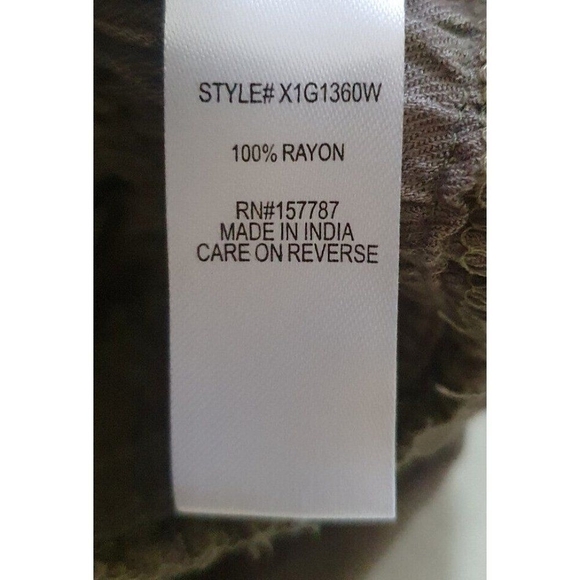 STYLE# X1G1360W
100% RAYON
RN#157787
MADE IN INDIA
CARE ON REVERSE